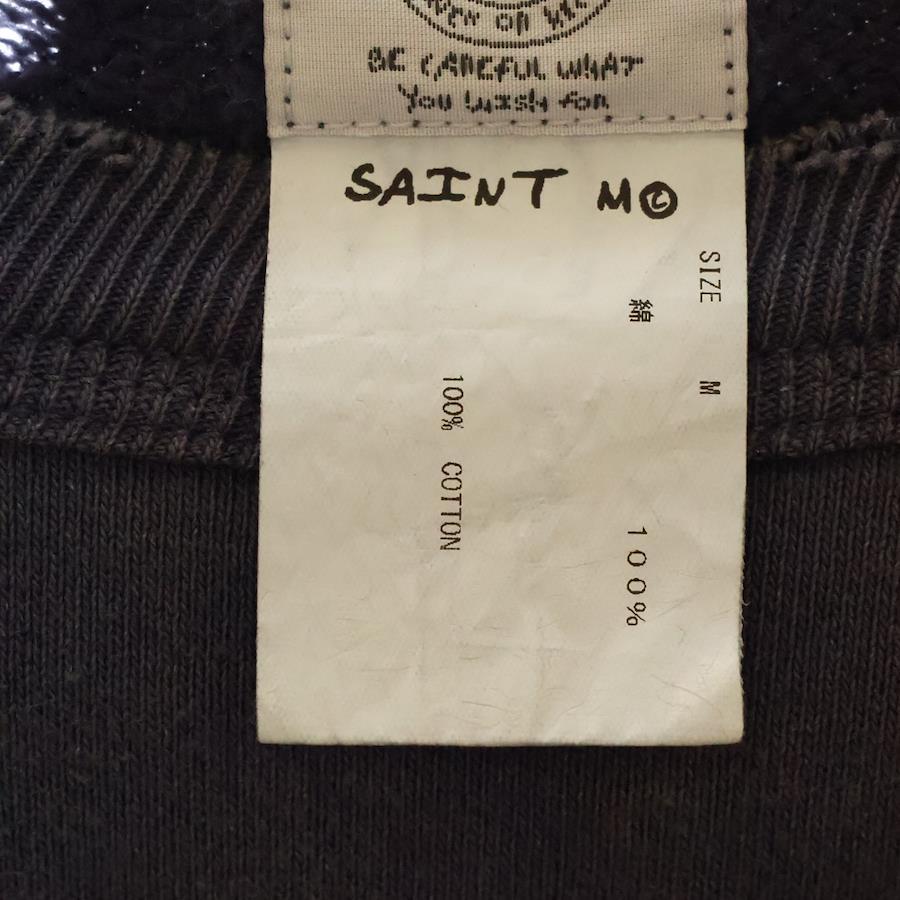 BE CAREFUL WHAT
You wish for
SAINT M©
SIZE M
綿 100%
100% COTTON